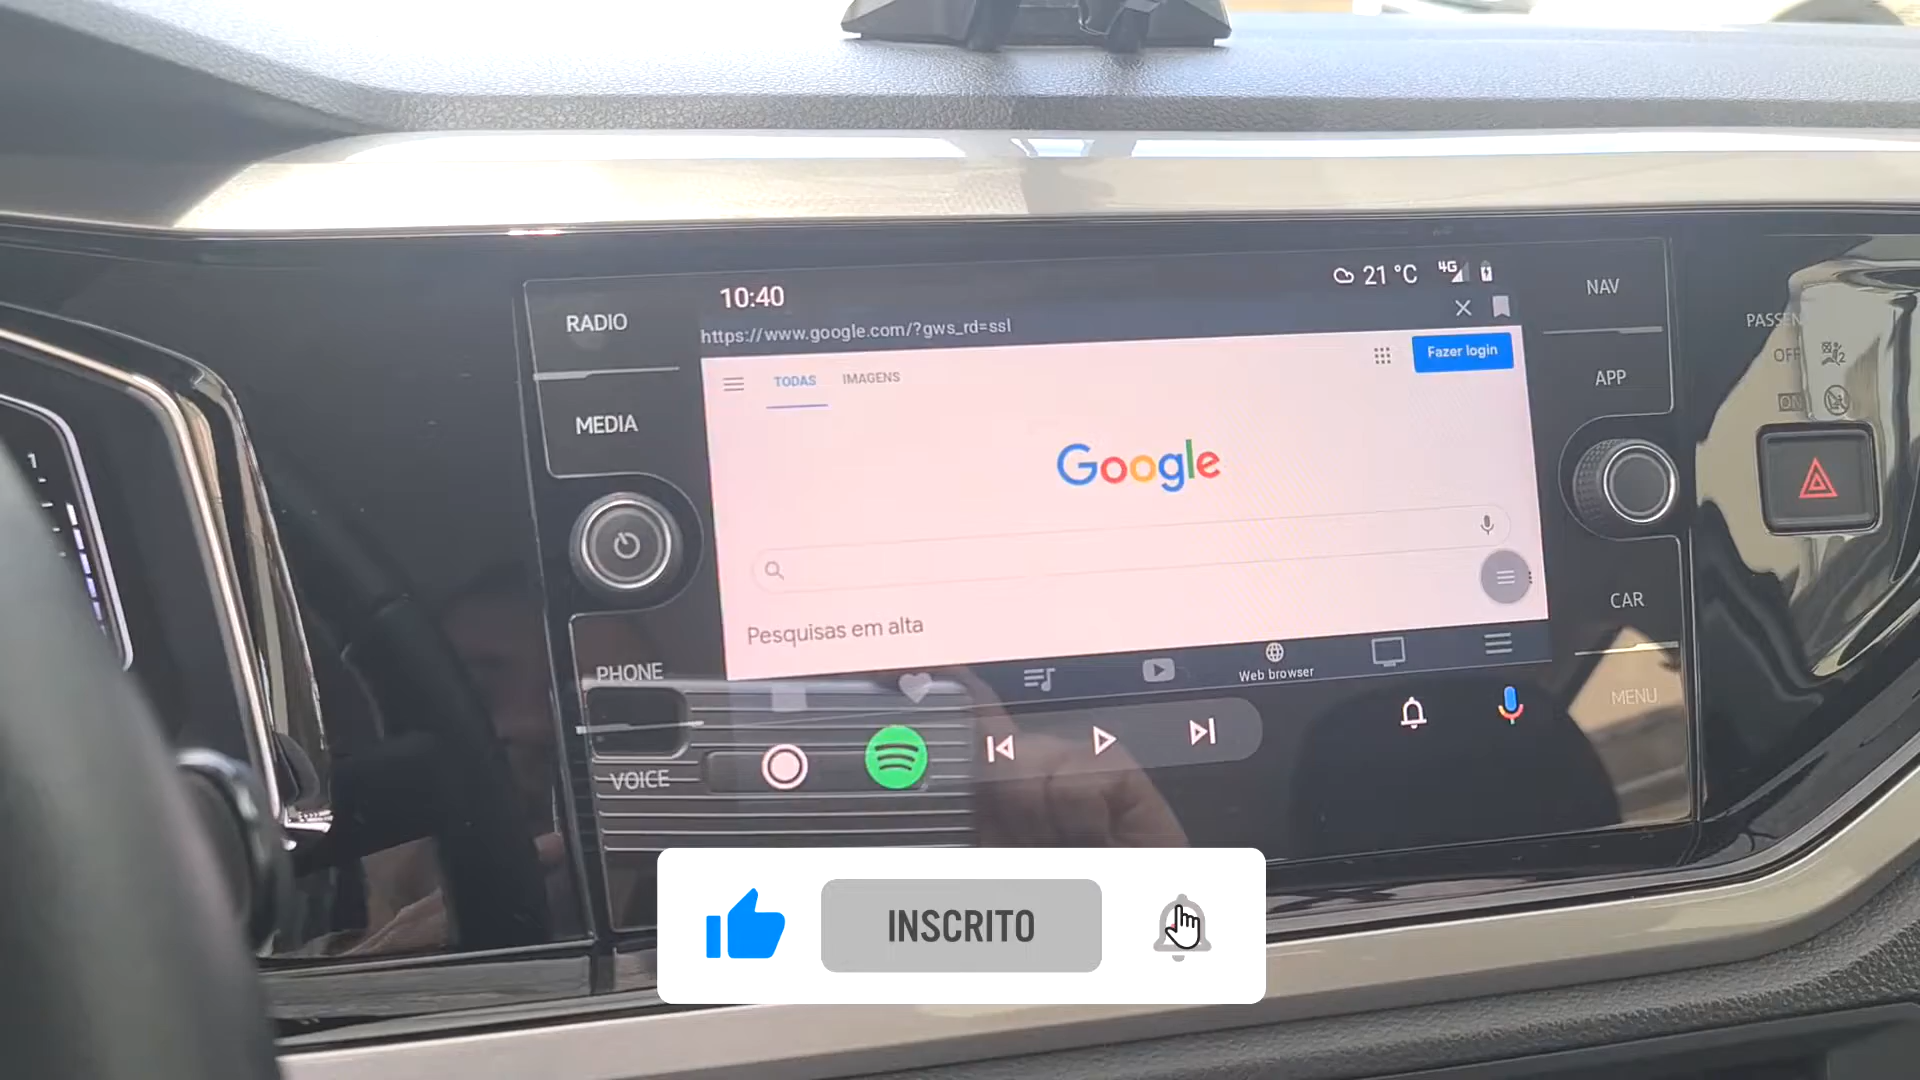 10:40
21 °C
4G
https://www.google.com/?gws_rd=ssl
TODAS
IMAGENS
Fazer login
Google
Pesquisas em alta
Web browser
RADIO
MEDIA
PHONE
VOICE
NAV
APP
CAR
MENU
OFF
ON
1
INSCRITO